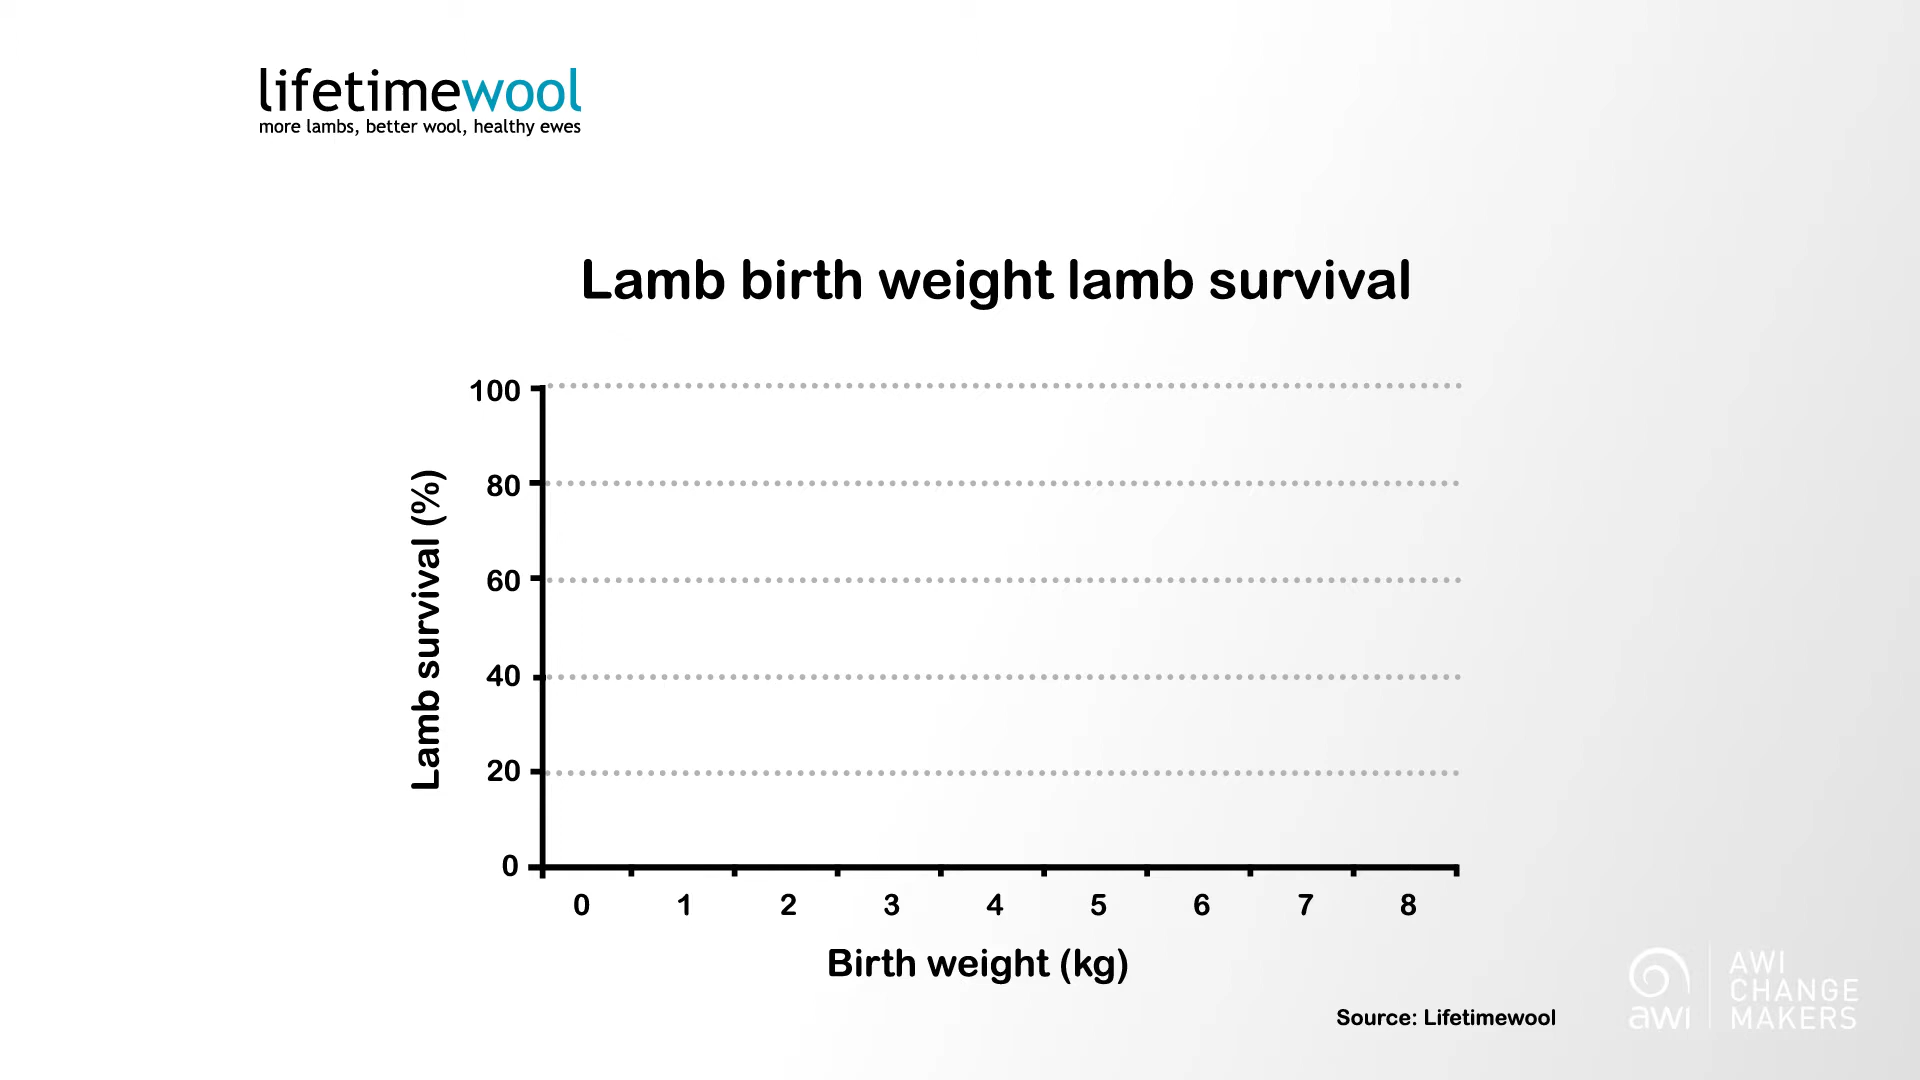 lifetimewool
more lambs, better wool, healthy ewes
Lamb birth weight lamb survival
100
80
60
40
20
0
Lamb survival (%)
0 1 2 3 4 5 6 7 8
Birth weight (kg)
Source: Lifetimewool
awi
AWI
CHANGE
MAKERS